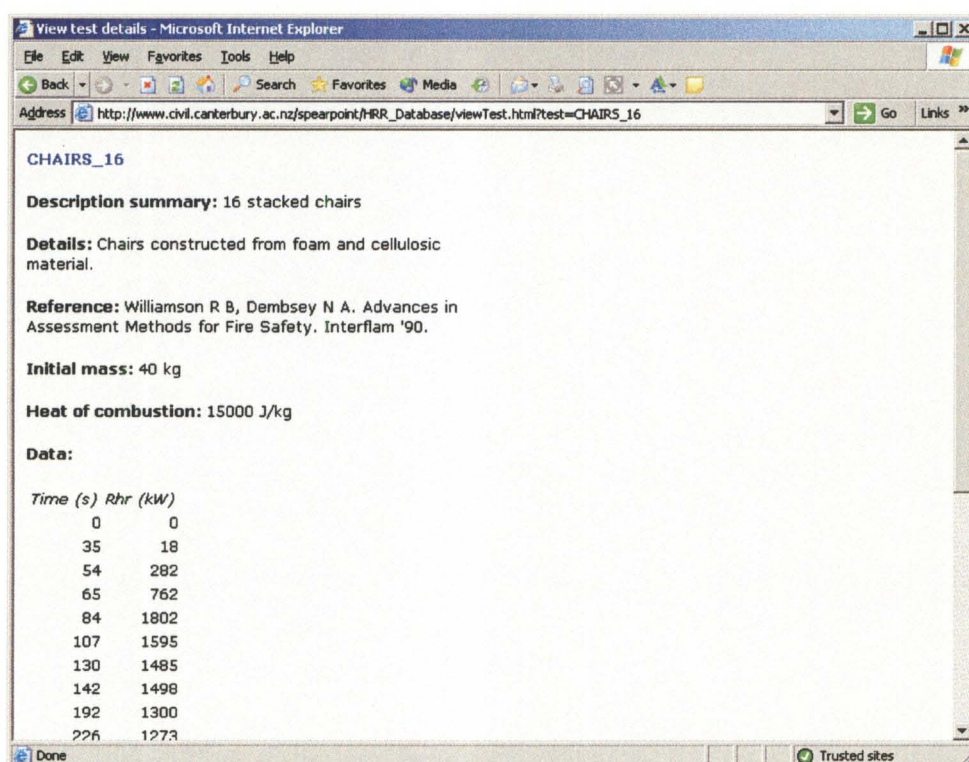 View test details - Microsoft Internet Explorer
File Edit View Favorites Tools Help
Back Search Favorites Media
Address http://www.civil.canterbury.ac.nz/spearpoint/HRR_Database/viewTest.html?test=CHAIRS_16 Go Links »
CHAIRS_16
Description summary: 16 stacked chairs
Details: Chairs constructed from foam and cellulosic
material.
Reference: Williamson R B, Dembsey N A. Advances in
Assessment Methods for Fire Safety. Interflam '90.
Initial mass: 40 kg
Heat of combustion: 15000 J/kg
Data:
Time (s) Rhr (kW)
0 0
35 18
54 282
65 762
84 1802
107 1595
130 1485
142 1498
192 1300
226 1273
Done Trusted sites